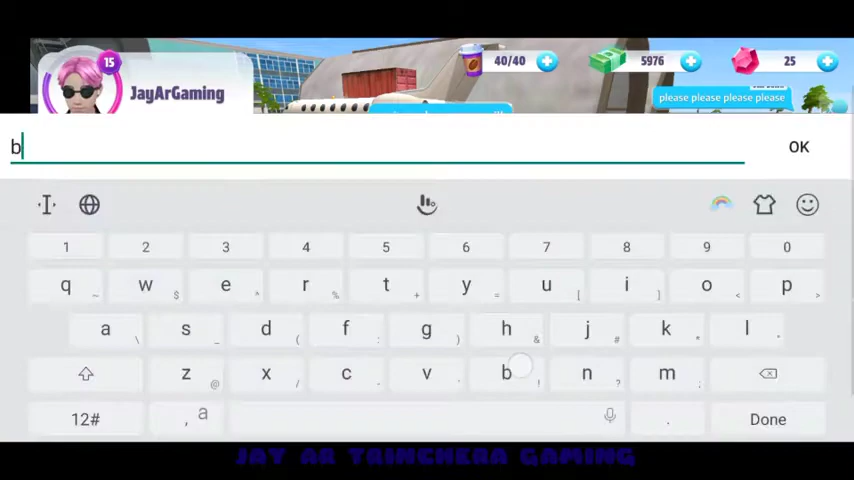 15
40/40
5976
25
JayArGaming
please please please please
b
OK
1 2 3 4 5 6 7 8 9 0
q ~ w $ e ^ r % t + y = u [ i ] o < p >
a \ s _ d ( f : g ) h & j # k * l
z @ x / c - v b ! n ? m ;
12# , a . Done
JAY AR TRINCHERA GAMING